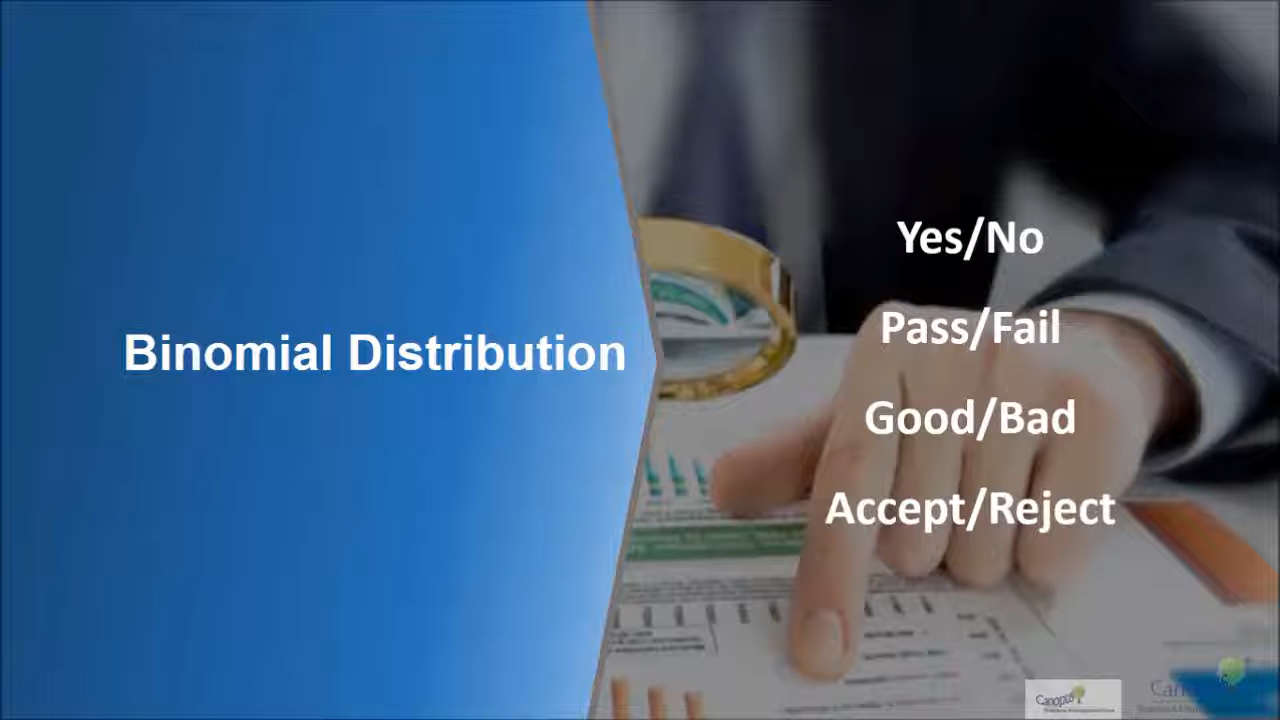 Binomial Distribution
Yes/No
Pass/Fail
Good/Bad
Accept/Reject